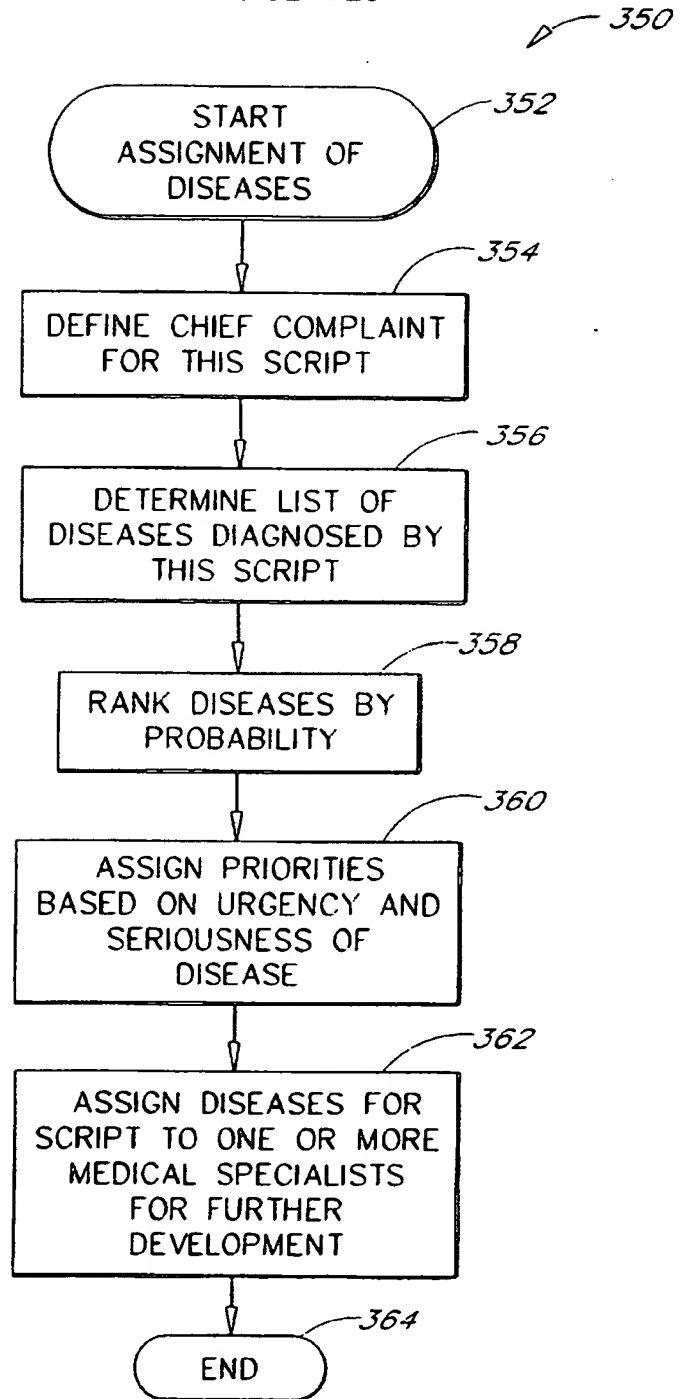 350
START
ASSIGNMENT OF
DISEASES
352
354
DEFINE CHIEF COMPLAINT
FOR THIS SCRIPT
356
DETERMINE LIST OF
DISEASES DIAGNOSED BY
THIS SCRIPT
358
RANK DISEASES BY
PROBABILITY
360
ASSIGN PRIORITIES
BASED ON URGENCY AND
SERIOUSNESS OF
DISEASE
362
ASSIGN DISEASES FOR
SCRIPT TO ONE OR MORE
MEDICAL SPECIALISTS
FOR FURTHER
DEVELOPMENT
364
END